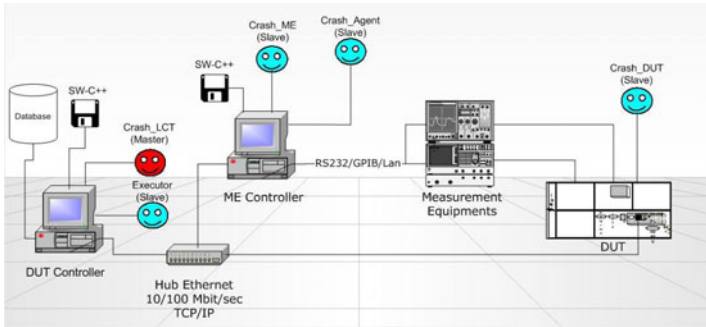 Crash_ME
(Slave)
Crash_Agent
(Slave)
SW-C++
Crash_DUT
(Slave)
Database
SW-C++
Crash_LCT
(Master)
RS232/GPIB/Lan
Executor
(Slave)
ME Controller
Measurement
Equipments
DUT
DUT Controller
Hub Ethernet
10/100 Mbit/sec
TCP/IP